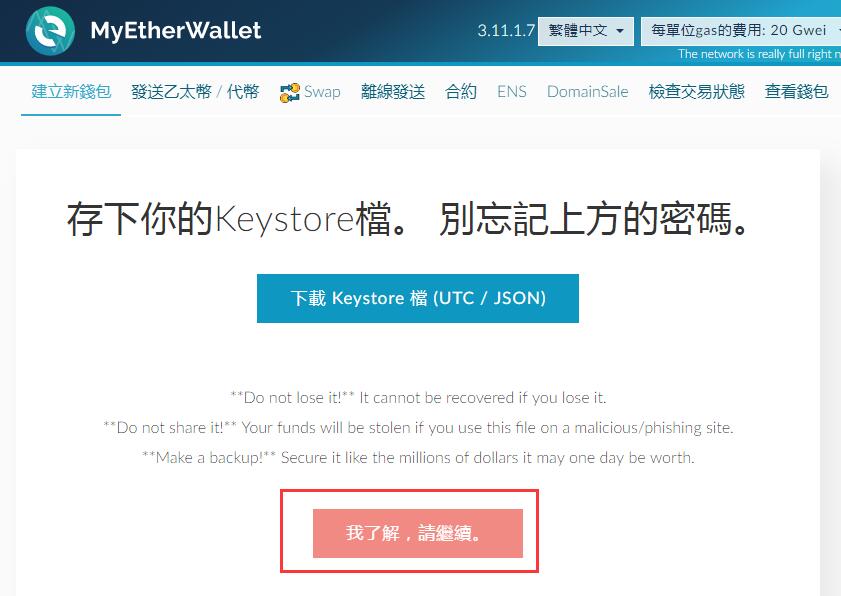 MyEtherWallet
3.11.1.7 繁體中文 每單位gas的費用: 20 Gwei
The network is really full right
建立新錢包 發送乙太幣 / 代幣 Swap 離線發送 合約 ENS DomainSale 檢查交易狀態 查看錢包
存下你的Keystore檔。 別忘記上方的密碼。
下載 Keystore 檔 (UTC / JSON)
**Do not lose it!** It cannot be recovered if you lose it.
**Do not share it!** Your funds will be stolen if you use this file on a malicious/phishing site.
**Make a backup!** Secure it like the millions of dollars it may one day be worth.
我了解，請繼續。